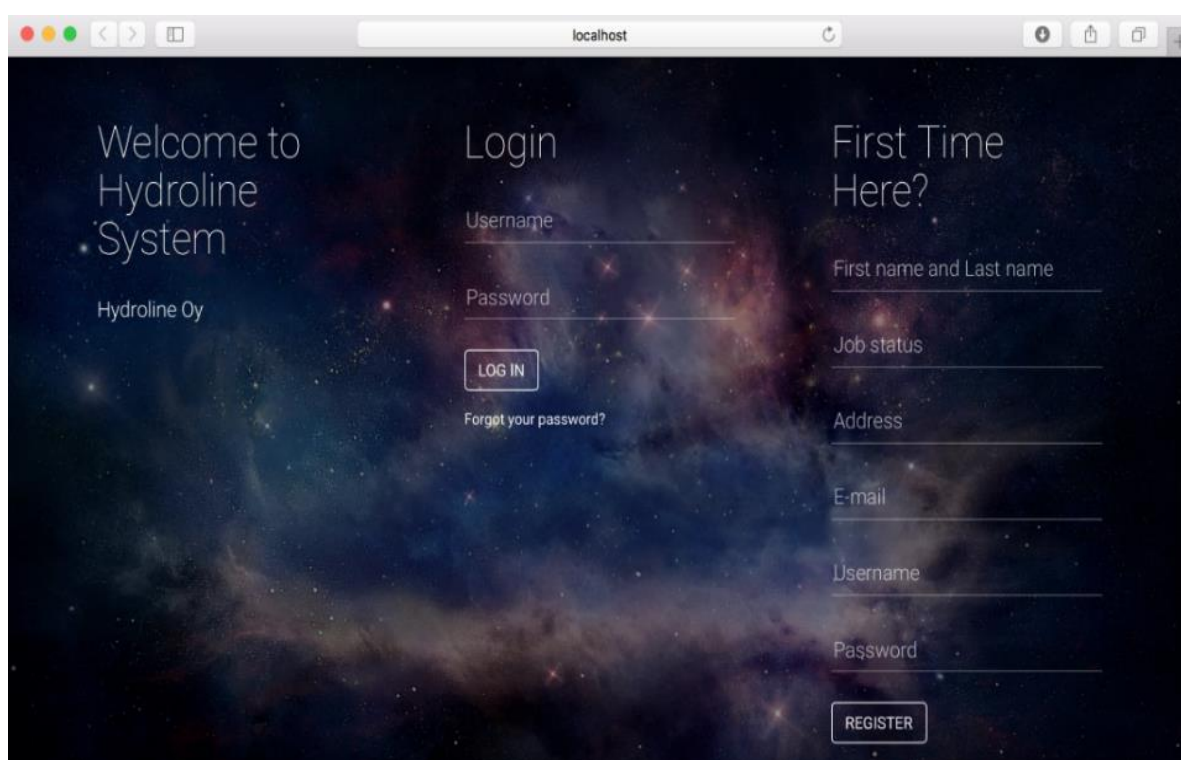 localhost
Welcome to
Hydroline
System
Hydroline Oy
Login
Username
Password
LOG IN
Forgot your password?
First Time
Here?
First name and Last name
Job status
Address
E-mail
Username
Password
REGISTER